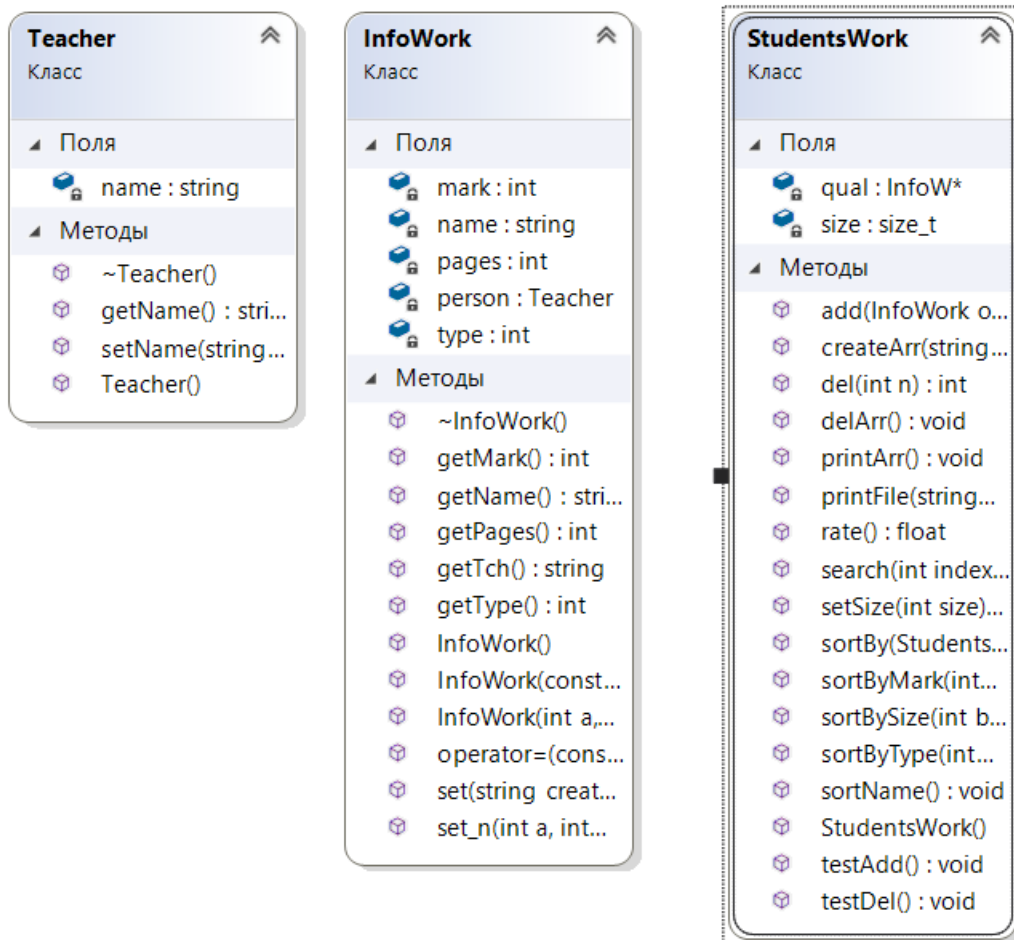 Teacher
Класс
Поля
name : string
Методы
~Teacher()
getName() : stri...
setName(string...
Teacher()
InfoWork
Класс
Поля
mark : int
name : string
pages : int
person : Teacher
type : int
Методы
~InfoWork()
getMark() : int
getName() : stri...
getPages() : int
getTch() : string
getType() : int
InfoWork()
InfoWork(const...
InfoWork(int a,...
operator=(cons...
set(string creat...
set_n(int a, int...
StudentsWork
Класс
Поля
qual : InfoW*
size : size_t
Методы
add(InfoWork o...
createArr(string...
del(int n) : int
delArr() : void
printArr() : void
printFile(string...
rate() : float
search(int index...
setSize(int size)...
sortBy(Students...
sortByMark(int...
sortBySize(int b...
sortByType(int...
sortName() : void
StudentsWork()
testAdd() : void
testDel() : void